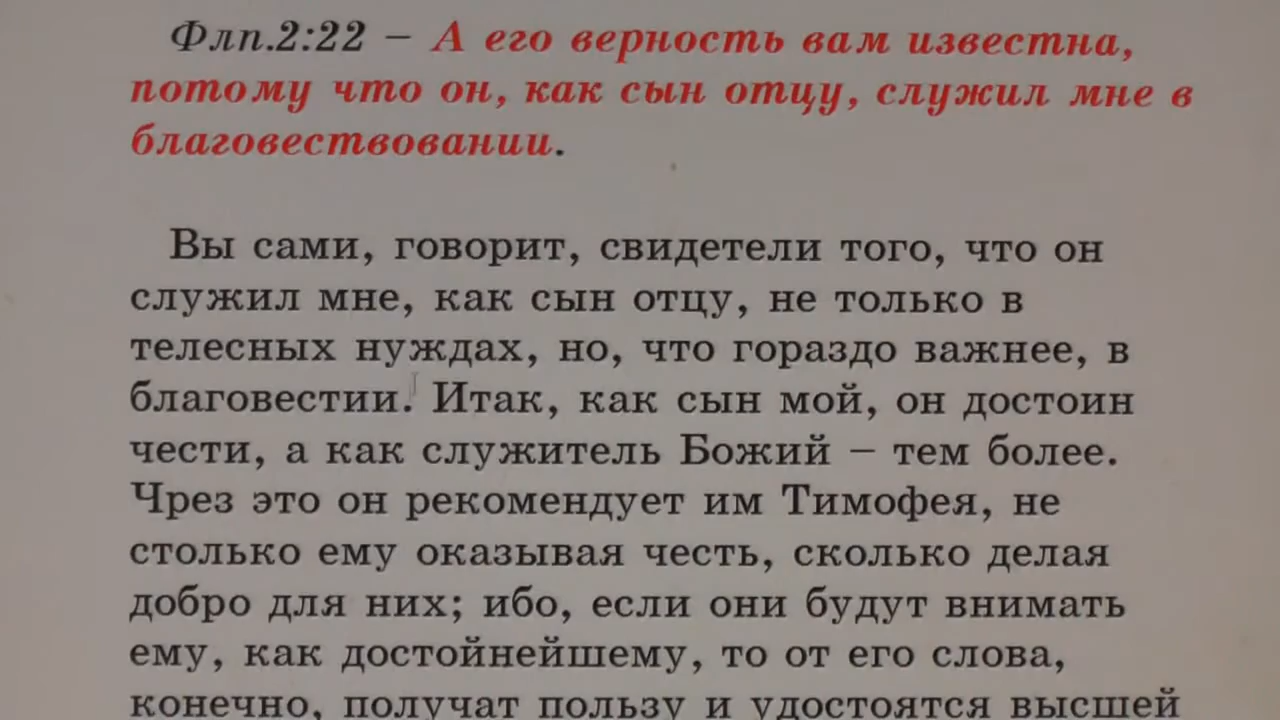 Флп.2:22 – А его верность вам известна,
потому что он, как сын отцу, служил мне в
благовествовании.
Вы сами, говорит, свидетели того, что он
служил мне, как сын отцу, не только в
телесных нуждах, но, что гораздо важнее, в
благовестии. Итак, как сын мой, он достоин
чести, а как служитель Божий – тем более.
Чрез это он рекомендует им Тимофея, не
столько ему оказывая честь, сколько делая
добро для них; ибо, если они будут внимать
ему, как достойнейшему, то от его слова,
конечно, получат пользу и удостоятся высшей